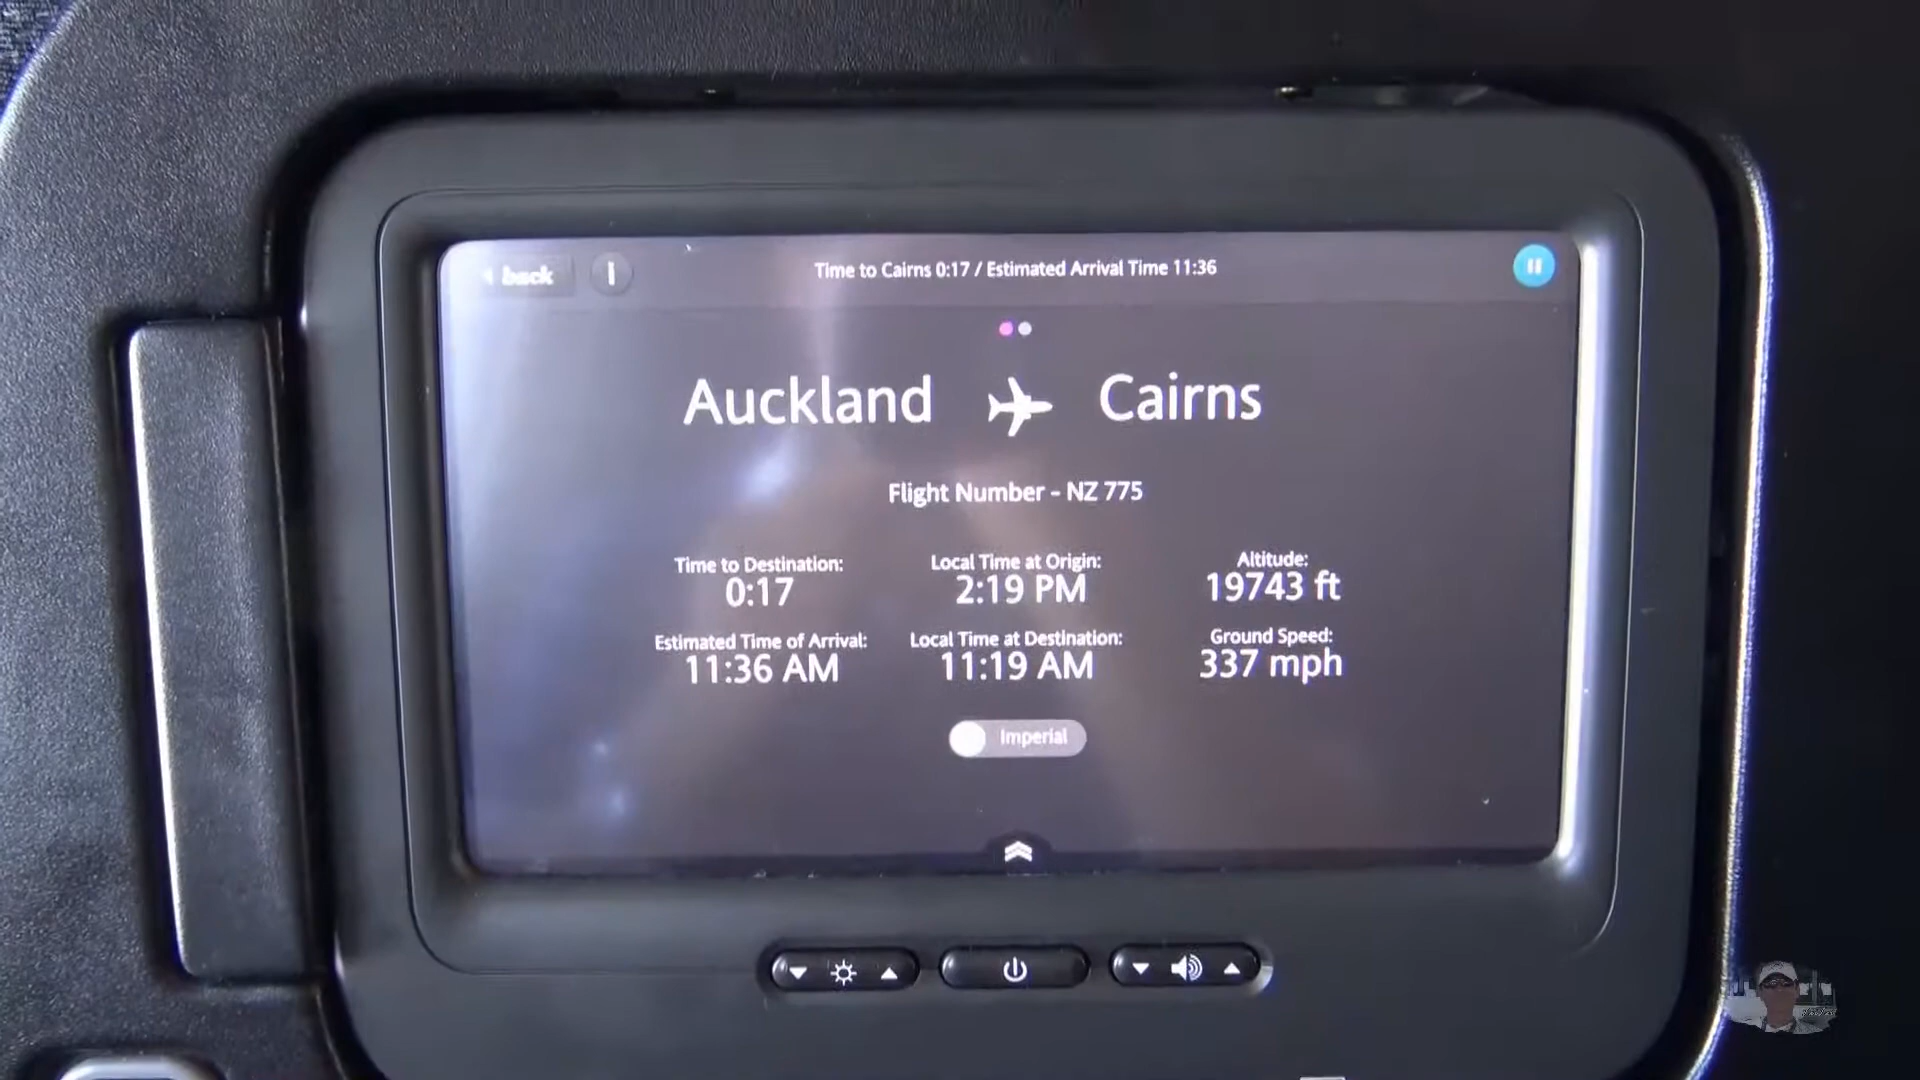 back i Time to Cairns 0:17 / Estimated Arrival Time 11:36
Auckland Cairns
Flight Number - NZ 775
Time to Destination: Local Time at Origin: Altitude:
0:17 2:19 PM 19743 ft
Estimated Time of Arrival: Local Time at Destination: Ground Speed:
11:36 AM 11:19 AM 337 mph
Imperial